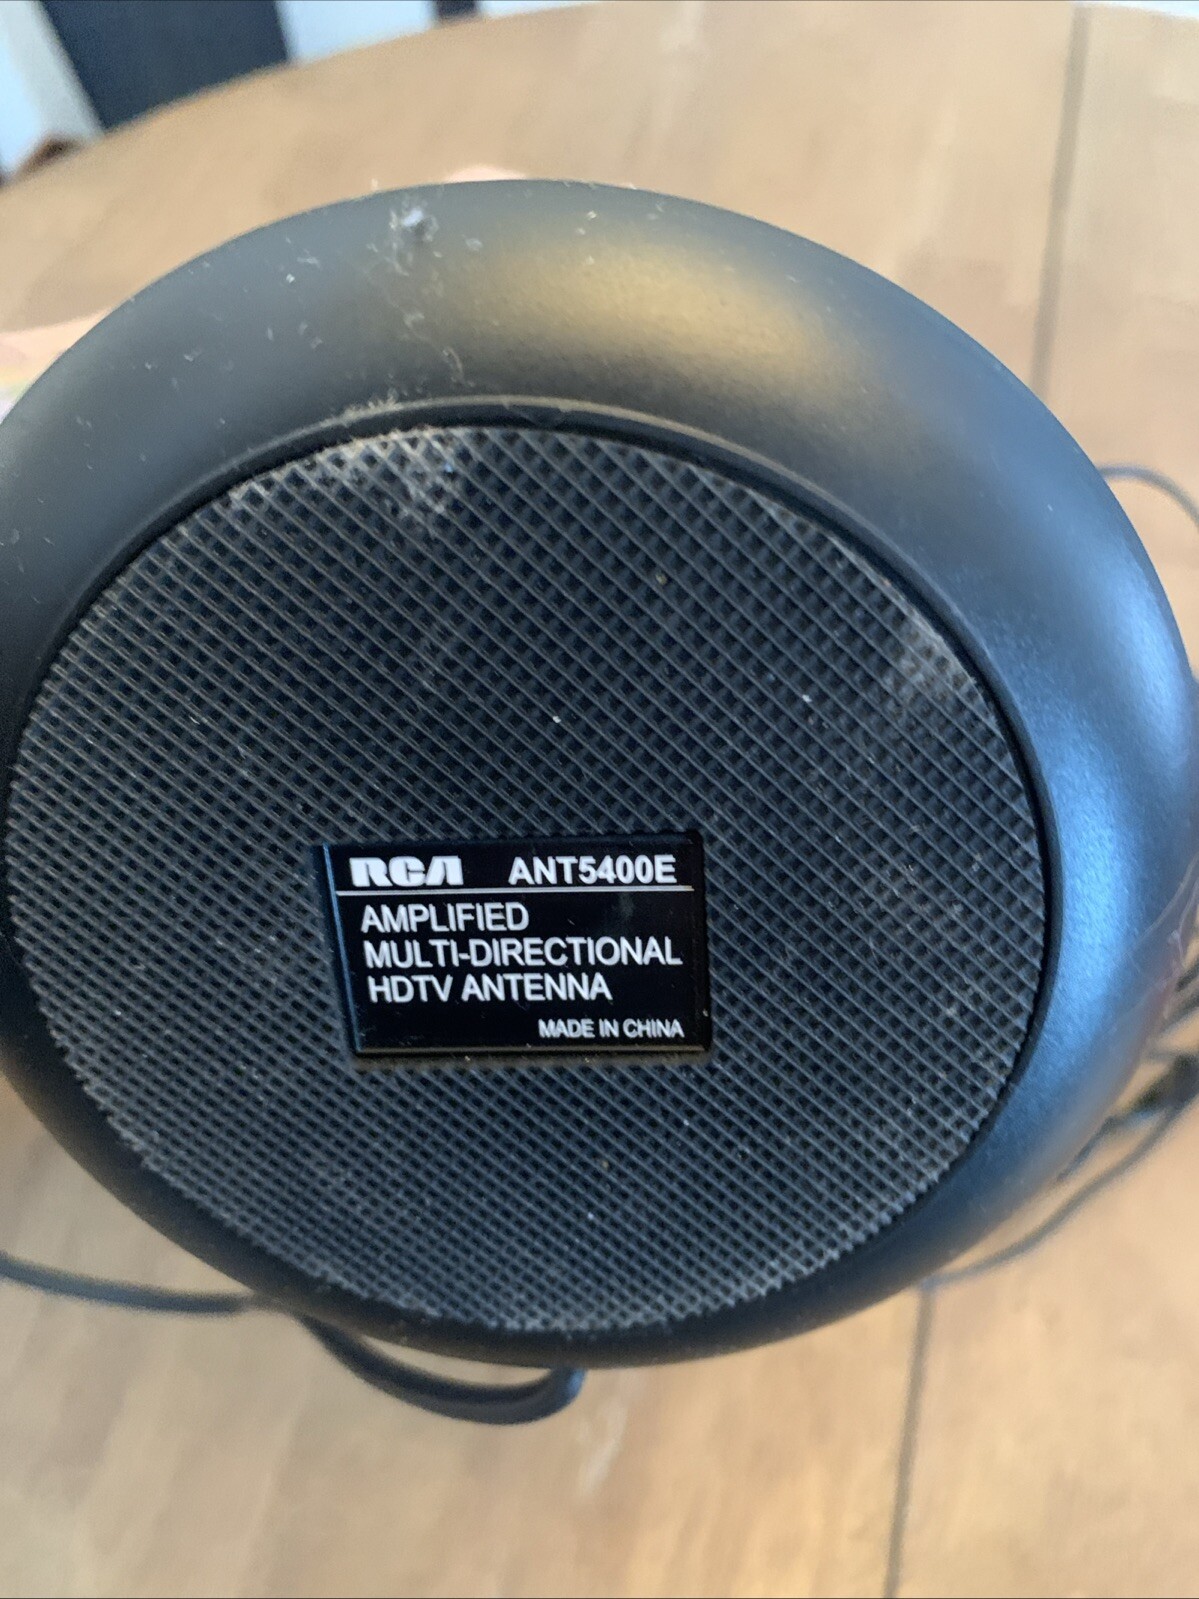 RCA ANT5400E
AMPLIFIED
MULTI-DIRECTIONAL
HDTV ANTENNA
MADE IN CHINA